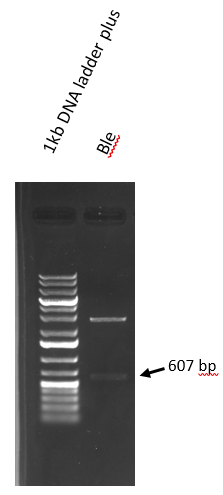 1kb DNA ladder plus
Ble
607 bp